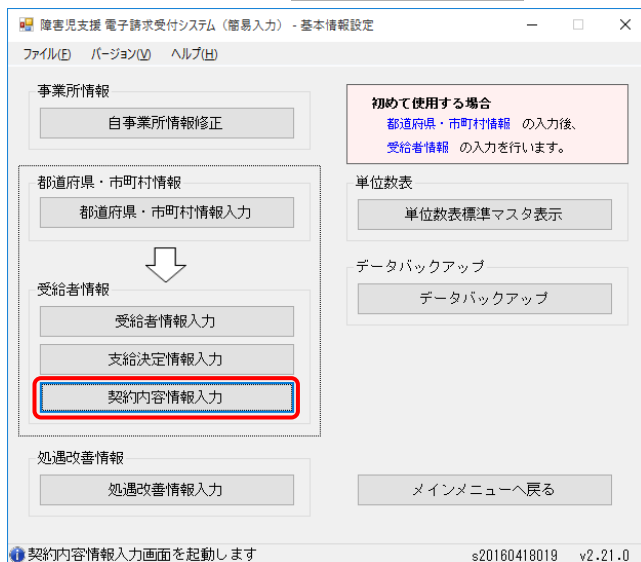 障害児支援 電子請求受付システム（簡易入力） - 基本情報設定
ファイル(F) バージョン(V) ヘルプ(H)
事業所情報
自事業所情報修正
初めて使用する場合
都道府県・市町村情報 の入力後、
受給者情報 の入力を行います。
都道府県・市町村情報
都道府県・市町村情報入力
単位数表
単位数表標準マスタ表示
データバックアップ
データバックアップ
受給者情報
受給者情報入力
支給決定情報入力
契約内容情報入力
処遇改善情報
処遇改善情報入力
メインメニューへ戻る
契約内容情報入力画面を起動します s20160418019 v2.21.0